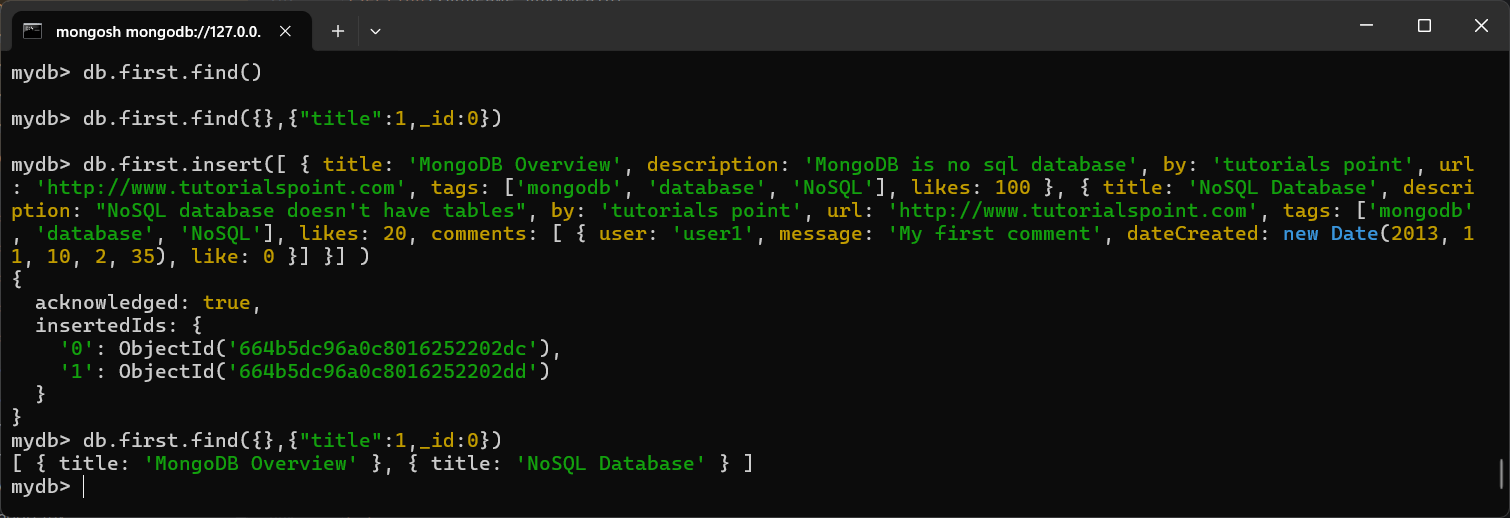 mongosh mongodb://127.0.0.
mydb> db.first.find()
mydb> db.first.find({},{"title":1,_id:0})
mydb> db.first.insert([ { title: 'MongoDB Overview', description: 'MongoDB is no sql database', by: 'tutorials point', url
: 'http://www.tutorialspoint.com', tags: ['mongodb', 'database', 'NoSQL'], likes: 100 }, { title: 'NoSQL Database', descri
ption: "NoSQL database doesn't have tables", by: 'tutorials point', url: 'http://www.tutorialspoint.com', tags: ['mongodb'
, 'database', 'NoSQL'], likes: 20, comments: [ { user: 'user1', message: 'My first comment', dateCreated: new Date(2013, 1
1, 10, 2, 35), like: 0 }] }] )
{
  acknowledged: true,
  insertedIds: {
    '0': ObjectId('664b5dc96a0c8016252202dc'),
    '1': ObjectId('664b5dc96a0c8016252202dd')
  }
}
mydb> db.first.find({},{"title":1,_id:0})
[ { title: 'MongoDB Overview' }, { title: 'NoSQL Database' } ]
mydb>